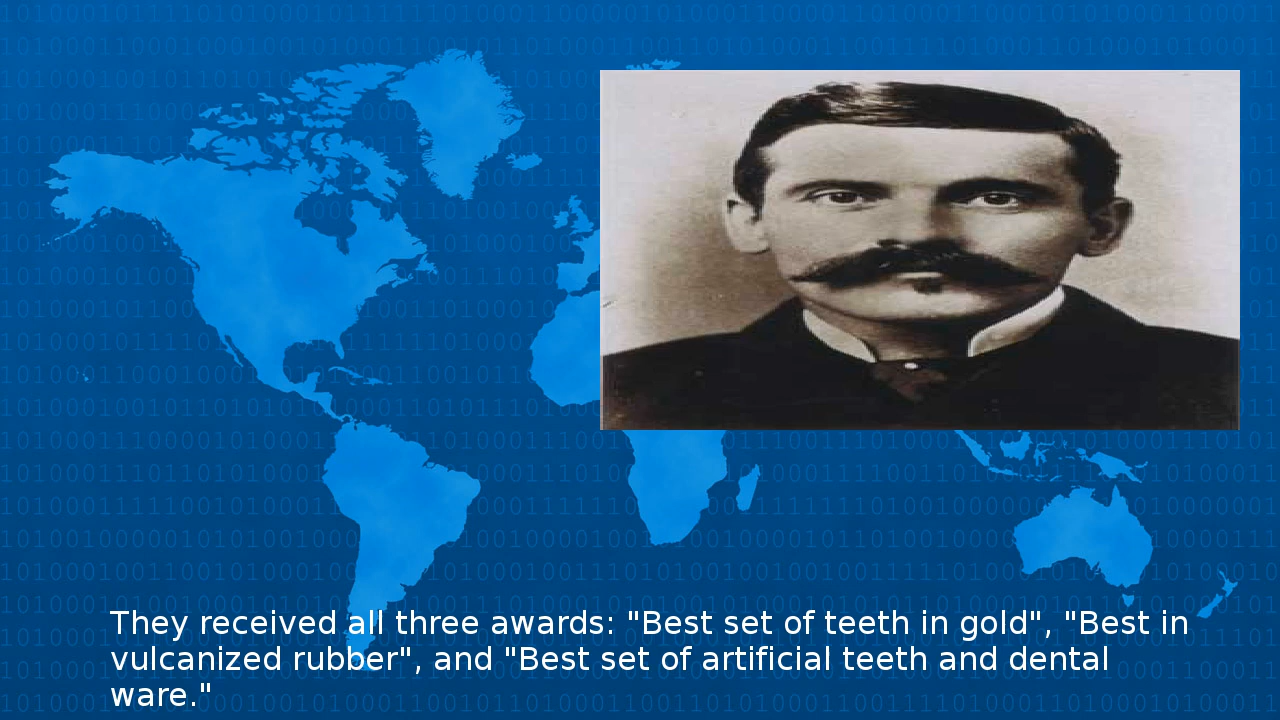 They received all three awards: "Best set of teeth in gold", "Best in
vulcanized rubber", and "Best set of artificial teeth and dental
ware."